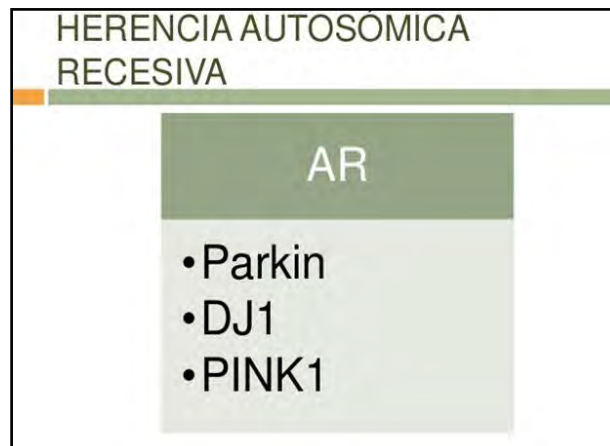 HERENCIA AUTOSÓMICA
RECESIVA
AR
•Parkin
•DJ1
•PINK1